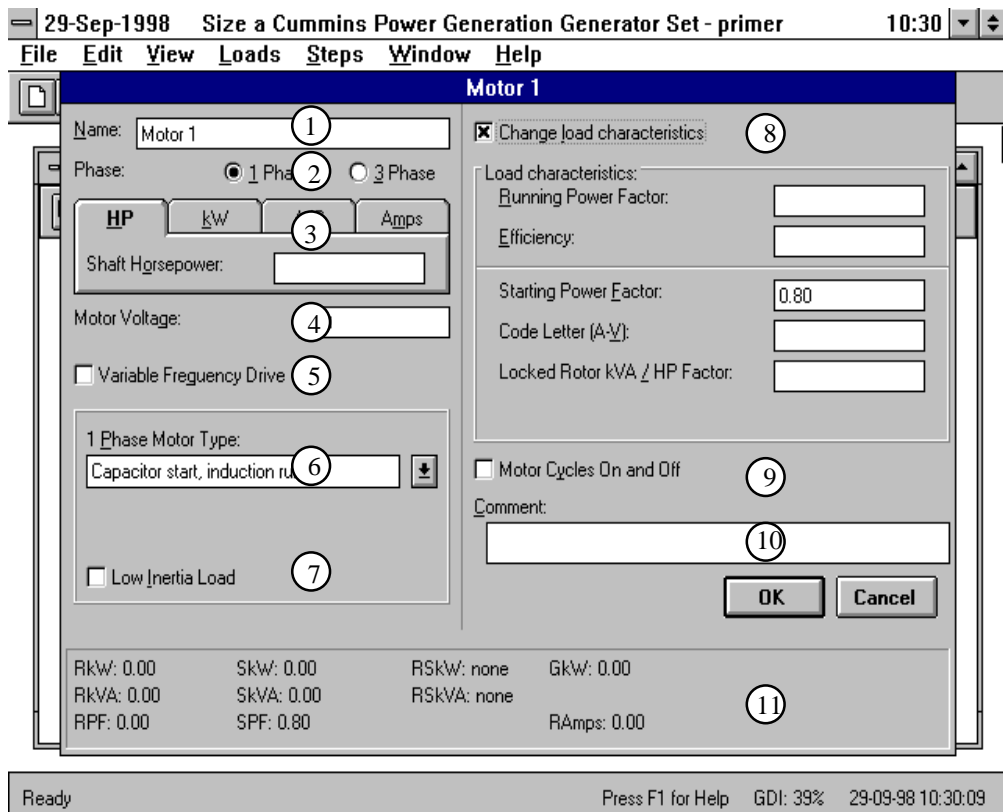 29-Sep-1998 Size a Cummins Power Generation Generator Set - primer 10:30
File Edit View Loads Steps Window Help
Motor 1
Name: Motor 1 1
Phase: 1 Pha 2 3 Phase
HP kW Amps
3
Shaft Horsepower:
Motor Voltage: 4
Variable Freguency Drive 5
1 Phase Motor Type:
Capacitor start, induction ru 6
Low Inertia Load 7
Change load characteristics 8
Load characteristics:
Running Power Factor:
Efficiency:
Starting Power Factor: 0.80
Code Letter (A-V):
Locked Rotor kVA / HP Factor:
Motor Cycles On and Off 9
Comment:
10
OK Cancel
RkW: 0.00 SkW: 0.00 RSkW: none GkW: 0.00
RkVA: 0.00 SkVA: 0.00 RSkVA: none
RPF: 0.00 SPF: 0.80 RAmps: 0.00
11
Ready Press F1 for Help GDI: 39% 29-09-98 10:30:09